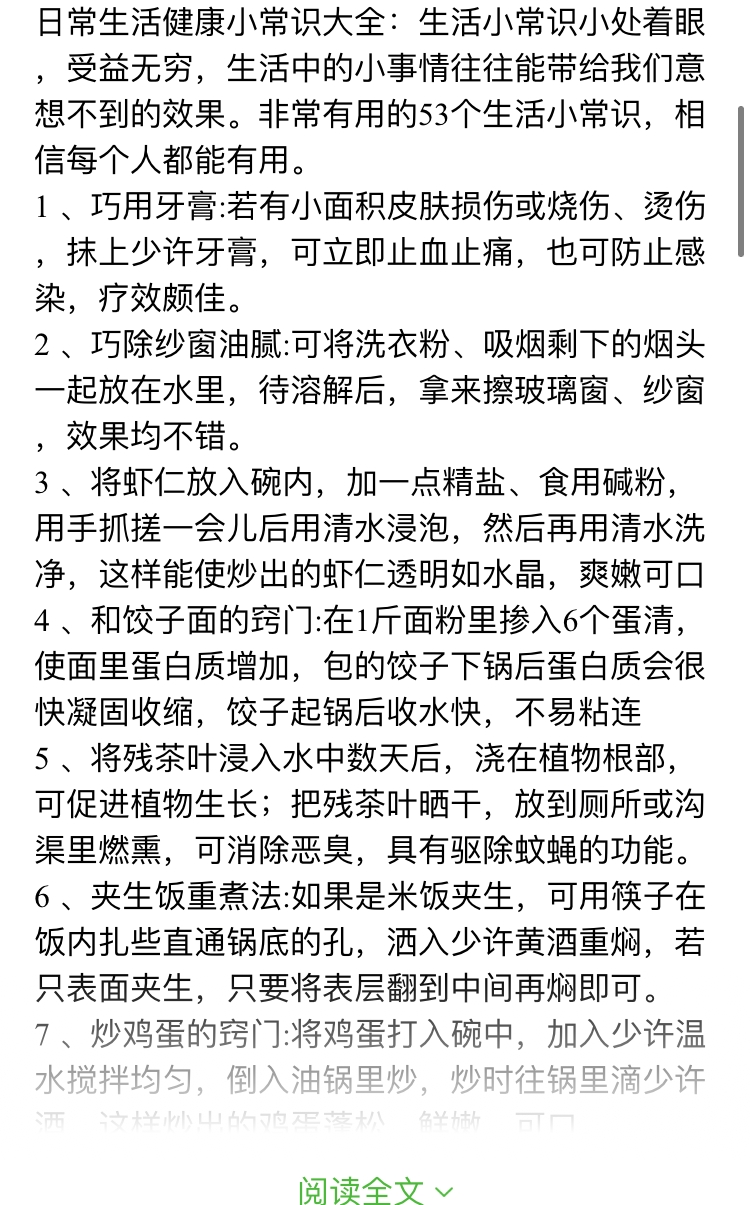 日常生活健康小常识大全：生活小常识小处着眼
，受益无穷，生活中的小事情往往能带给我们意
想不到的效果。非常有用的53个生活小常识，相
信每个人都能有用。
1 、巧用牙膏:若有小面积皮肤损伤或烧伤、烫伤
，抹上少许牙膏，可立即止血止痛，也可防止感
染，疗效颇佳。
2 、巧除纱窗油腻:可将洗衣粉、吸烟剩下的烟头
一起放在水里，待溶解后，拿来擦玻璃窗、纱窗
，效果均不错。
3 、将虾仁放入碗内，加一点精盐、食用碱粉，
用手抓搓一会儿后用清水浸泡，然后再用清水洗
净，这样能使炒出的虾仁透明如水晶，爽嫩可口
4 、和饺子面的窍门:在1斤面粉里掺入6个蛋清，
使面里蛋白质增加，包的饺子下锅后蛋白质会很
快凝固收缩，饺子起锅后收水快，不易粘连
5 、将残茶叶浸入水中数天后，浇在植物根部，
可促进植物生长；把残茶叶晒干，放到厕所或沟
渠里燃熏，可消除恶臭，具有驱除蚊蝇的功能。
6 、夹生饭重煮法:如果是米饭夹生，可用筷子在
饭内扎些直通锅底的孔，洒入少许黄酒重焖，若
只表面夹生，只要将表层翻到中间再焖即可。
7 、炒鸡蛋的窍门:将鸡蛋打入碗中，加入少许温
水搅拌均匀，倒入油锅里炒，炒时往锅里滴少许
酒，这样炒出的鸡蛋蓬松，鲜嫩，可口
阅读全文